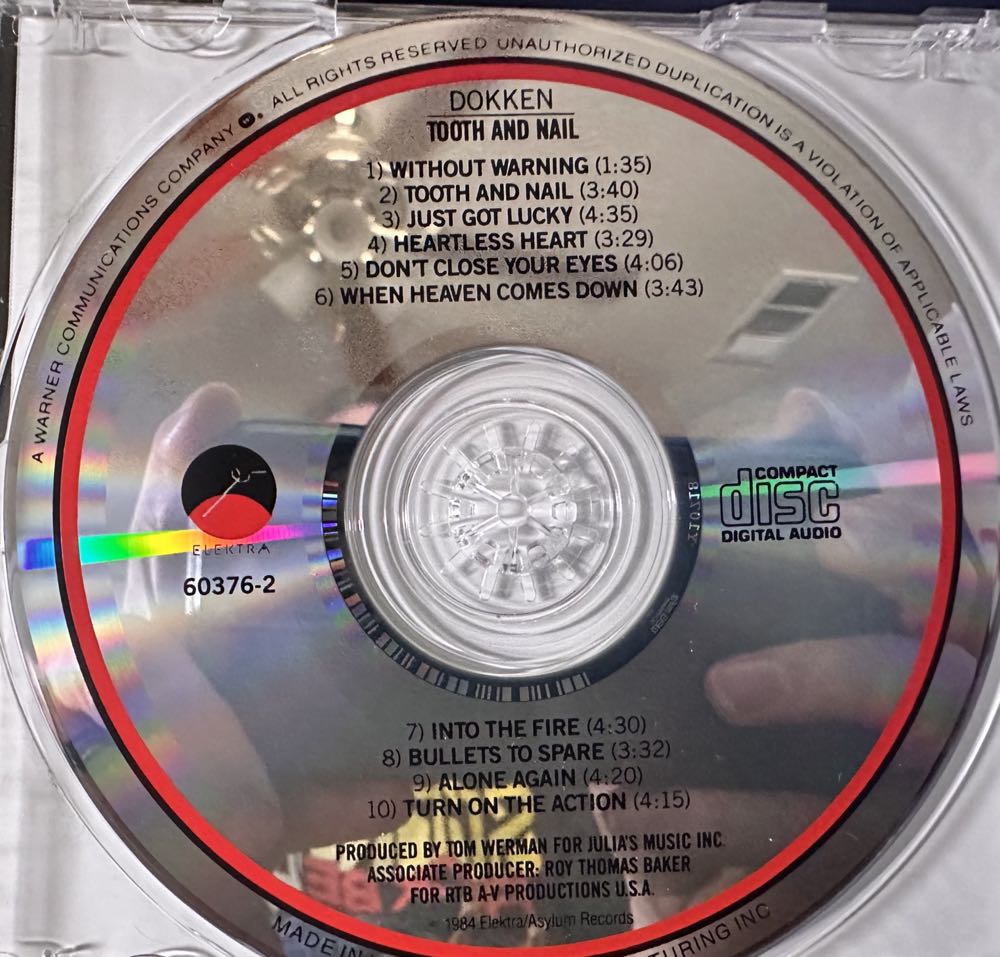 A WARNER COMMUNICATIONS COMPANY W. ALL RIGHTS RESERVED UNAUTHORIZED DUPLICATION IS A VIOLATION OF APPLICABLE LAWS
DOKKEN
TOOTH AND NAIL
1) WITHOUT WARNING (1:35)
2) TOOTH AND NAIL (3:40)
3) JUST GOT LUCKY (4:35)
4) HEARTLESS HEART (3:29)
5) DON'T CLOSE YOUR EYES (4:06)
6) WHEN HEAVEN COMES DOWN (3:43)
ELEKTRA
60376-2
COMPACT
disc
DIGITAL AUDIO
7) INTO THE FIRE (4:30)
8) BULLETS TO SPARE (3:32)
9) ALONE AGAIN (4:20)
10) TURN ON THE ACTION (4:15)
PRODUCED BY TOM WERMAN FOR JULIA'S MUSIC INC.
ASSOCIATE PRODUCER: ROY THOMAS BAKER
FOR RTB A-V PRODUCTIONS U.S.A.
1984 Elektra/Asylum Records
MADE IN
TURING INC